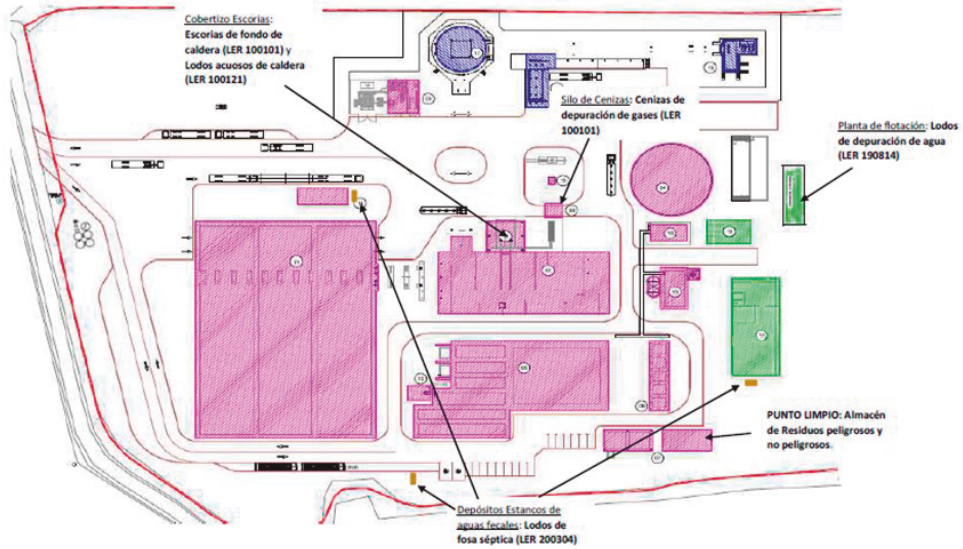 Cobertizo Escorias:
Escorias de fondo de
caldera (LER 100101) y
Lodos acuosos de caldera
(LER 100121)
Silo de Cenizas: Cenizas de
depuración de gases (LER
100101)
Planta de flotación: Lodos
de depuración de agua
(LER 190814)
PUNTO LIMPIO: Almacén
de Residuos peligrosos y
no peligrosos.
Depósitos Estancos de
aguas fecales: Lodos de
fosa séptica (LER 200304)